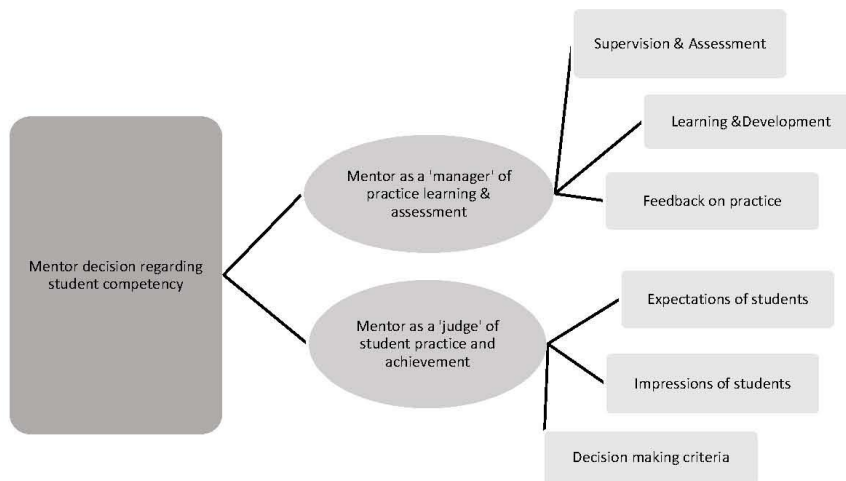 Mentor decision regarding
student competency
Mentor as a 'manager' of
practice learning &
assessment
Supervision & Assessment
Learning &Development
Feedback on practice
Mentor as a 'judge' of
student practice and
achievement
Expectations of students
Impressions of students
Decision making criteria